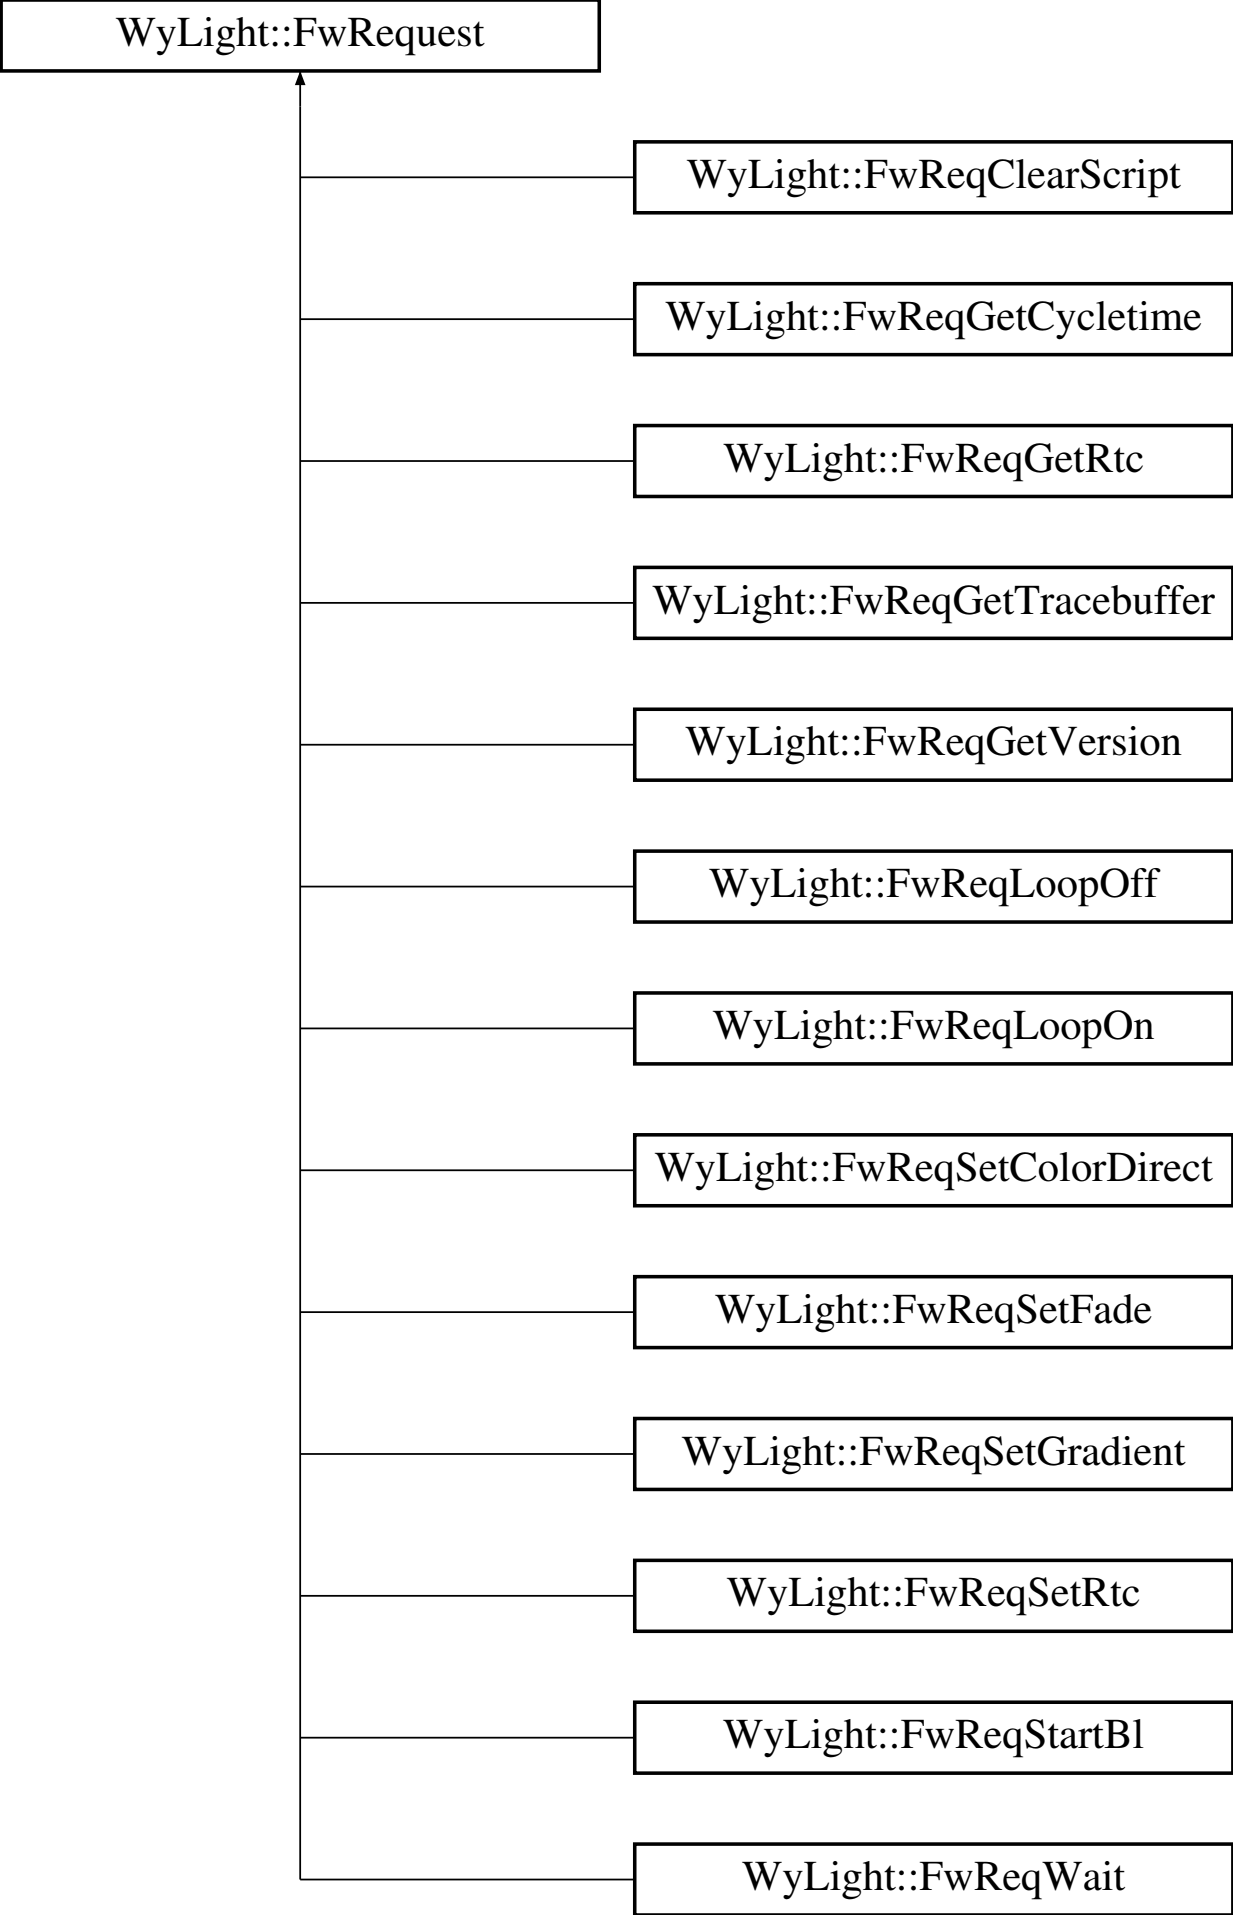 WyLight::FwRequest
WyLight::FwReqClearScript
WyLight::FwReqGetCycletime
WyLight::FwReqGetRtc
WyLight::FwReqGetTracebuffer
WyLight::FwReqGetVersion
WyLight::FwReqLoopOff
WyLight::FwReqLoopOn
WyLight::FwReqSetColorDirect
WyLight::FwReqSetFade
WyLight::FwReqSetGradient
WyLight::FwReqSetRtc
WyLight::FwReqStartBl
WyLight::FwReqWait